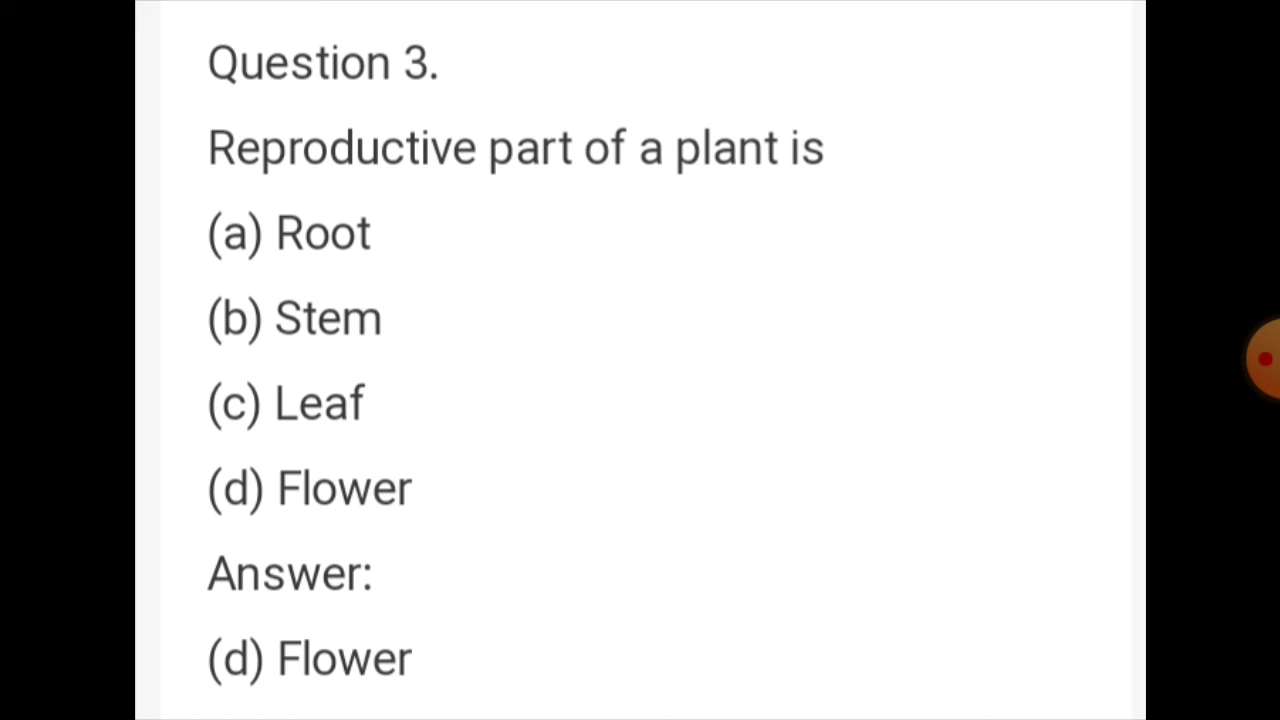 Question 3.
Reproductive part of a plant is
(a) Root
(b) Stem
(c) Leaf
(d) Flower
Answer:
(d) Flower